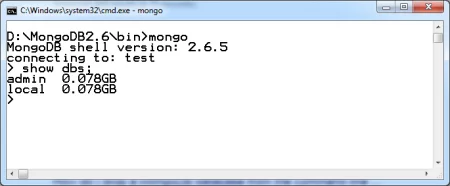 C:\Windows\system32\cmd.exe - mongo
D:\MongoDB2.6\bin>mongo
MongoDB shell version: 2.6.5
connecting to: test
> show dbs;
admin  0.078GB
local  0.078GB
>